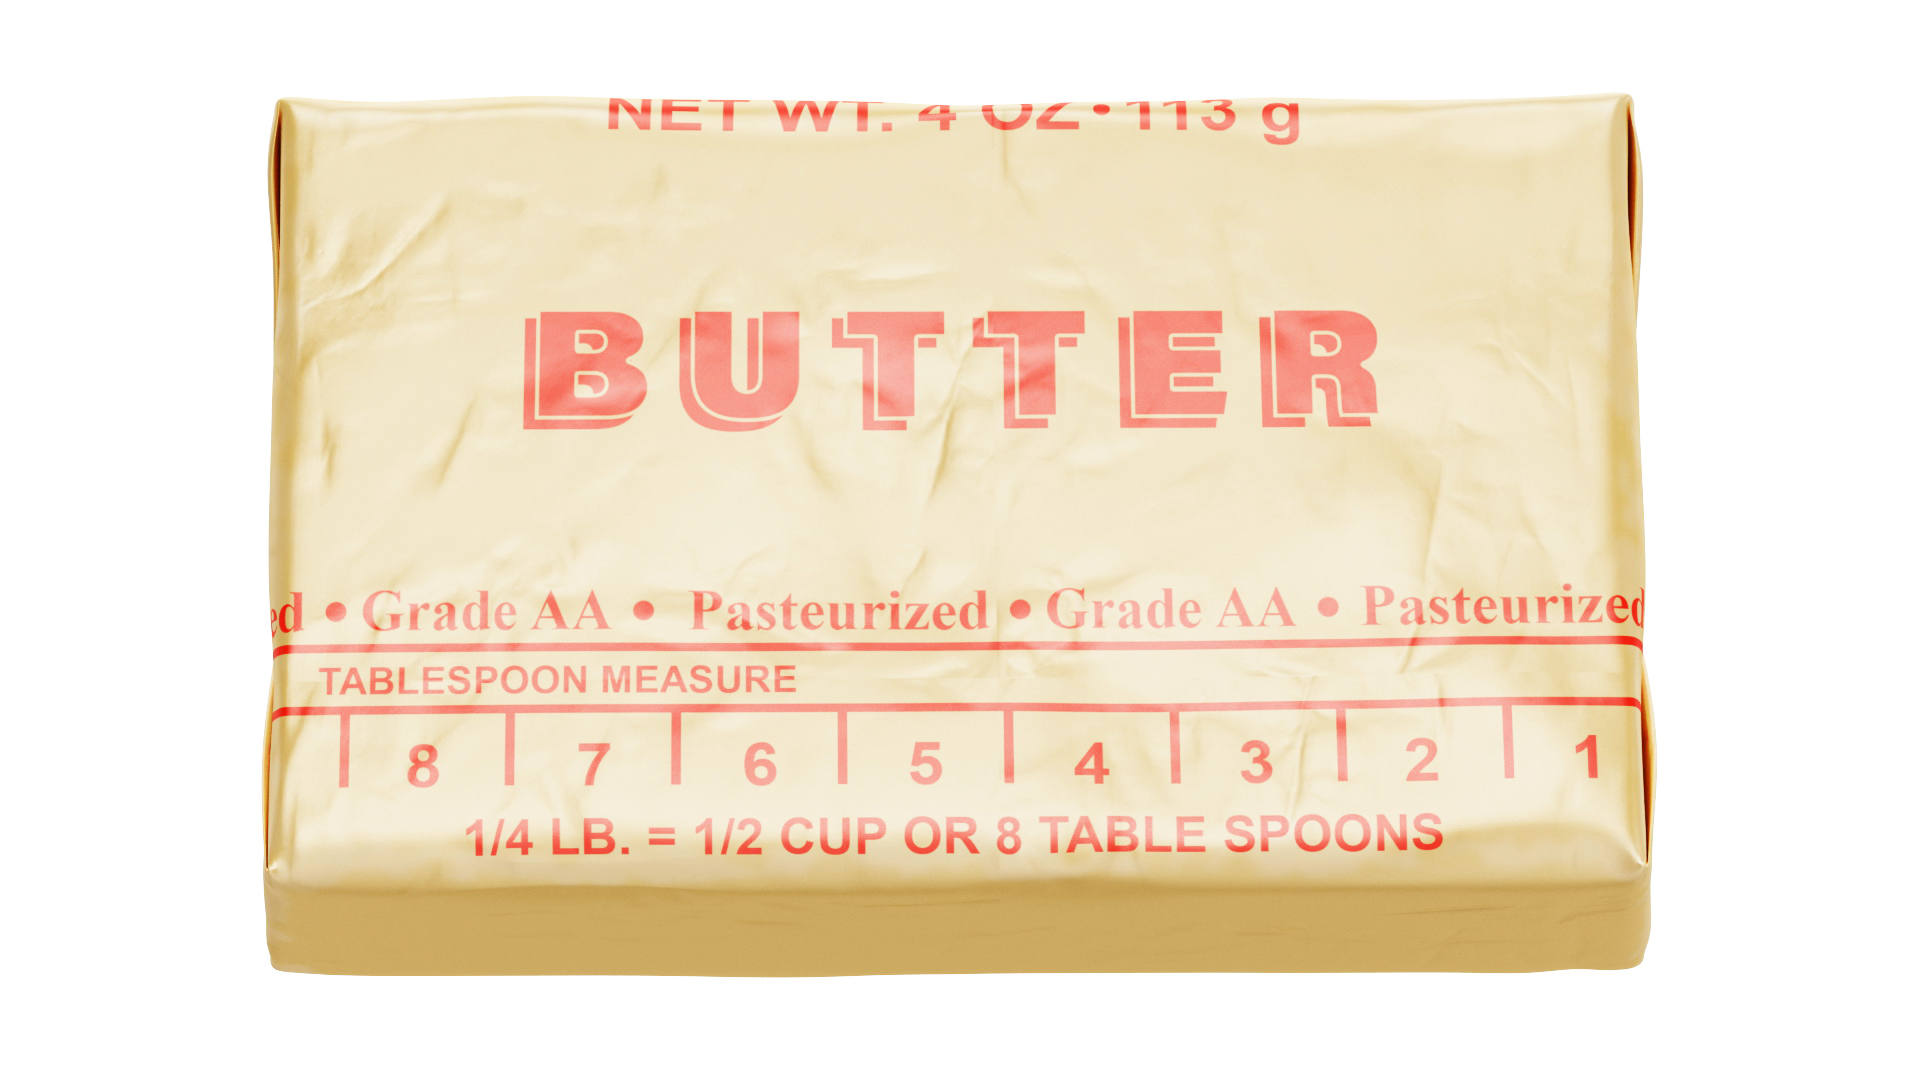 NET WT. 4 OZ•113 g
BUTTER
ed • Grade AA • Pasteurized • Grade AA • Pasteurized
TABLESPOON MEASURE
8 7 6 5 4 3 2 1
1/4 LB. = 1/2 CUP OR 8 TABLE SPOONS